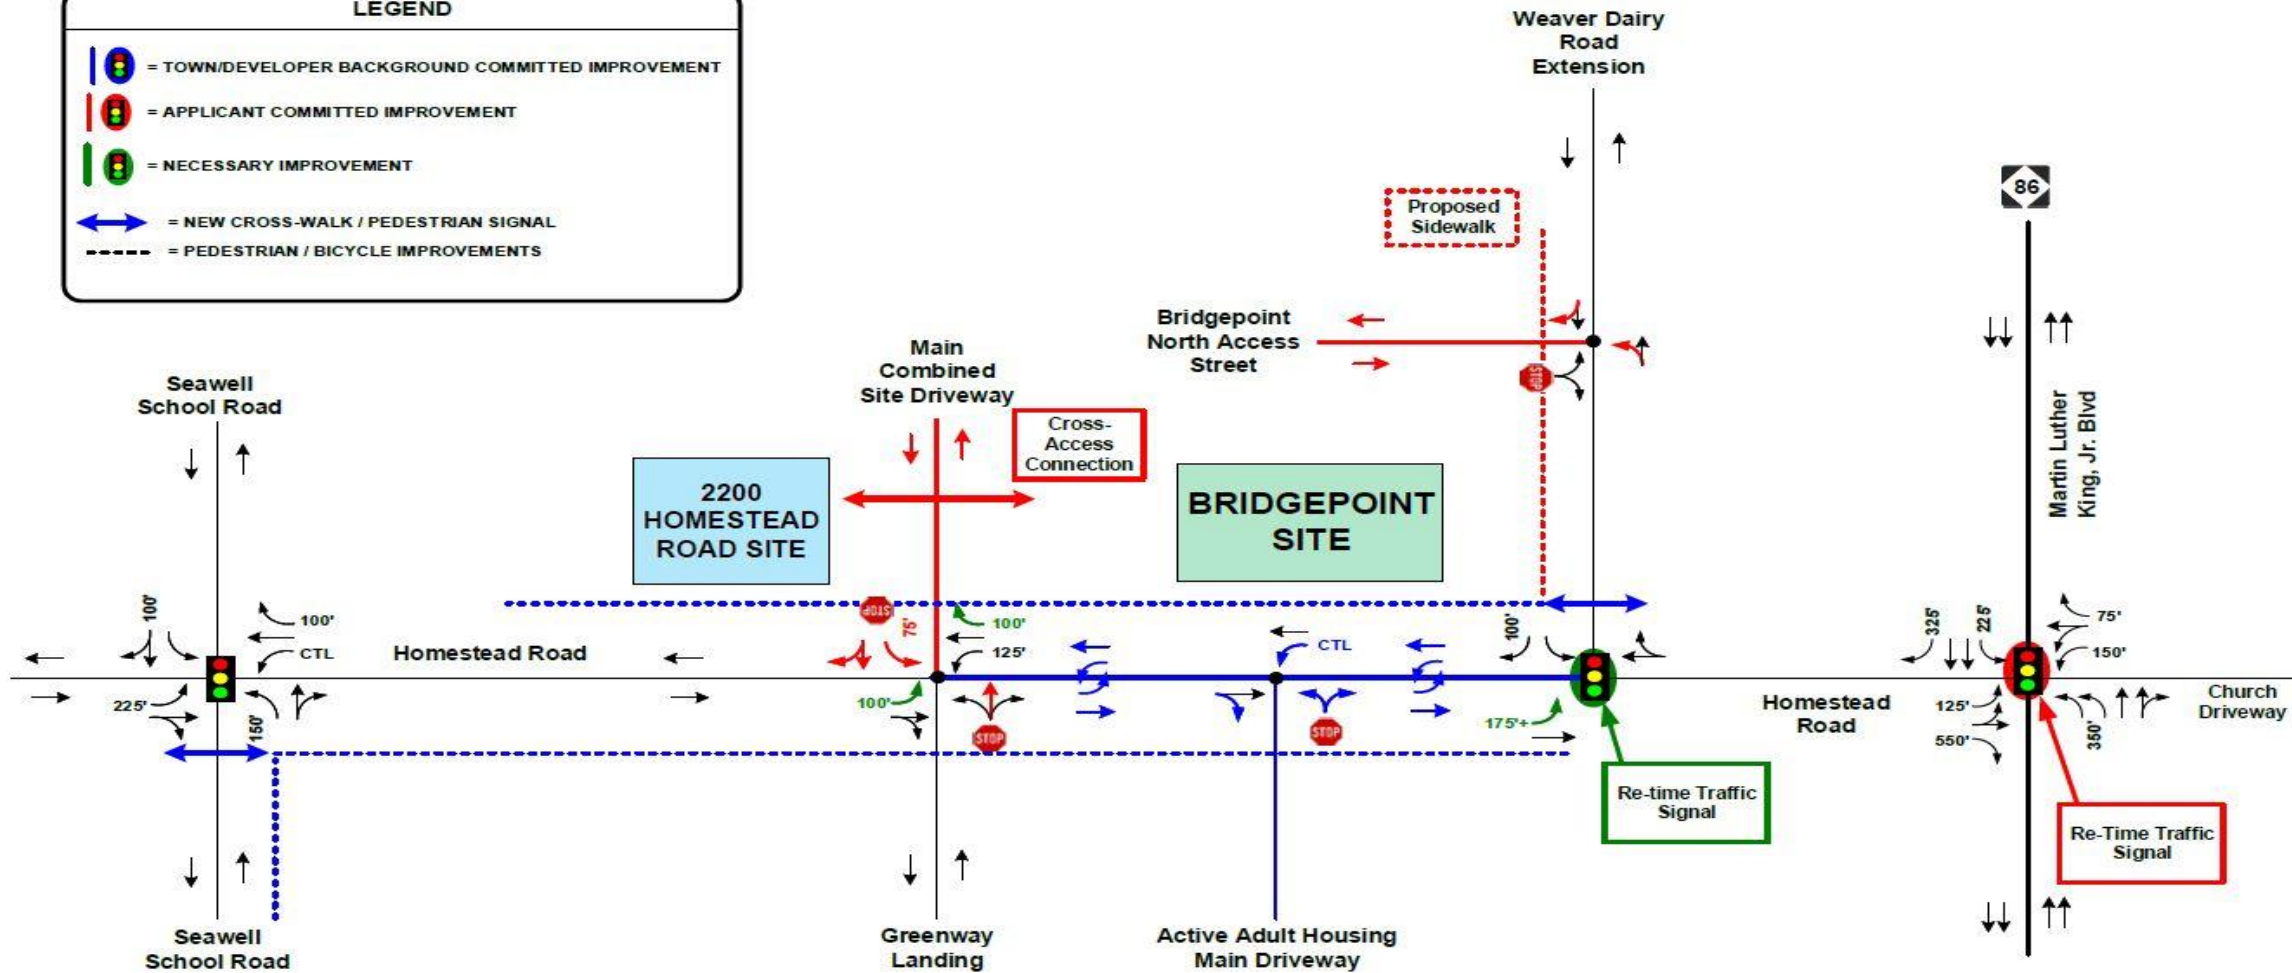 LEGEND
= TOWN/DEVELOPER BACKGROUND COMMITTED IMPROVEMENT
= APPLICANT COMMITTED IMPROVEMENT
= NECESSARY IMPROVEMENT
= NEW CROSS-WALK / PEDESTRIAN SIGNAL
= PEDESTRIAN / BICYCLE IMPROVEMENTS
Weaver Dairy
Road
Extension
86
Proposed
Sidewalk
Bridgepoint
North Access
Street
STOP
Martin Luther
King, Jr. Blvd
Main
Combined
Site Driveway
Cross-
Access
Connection
Seawell
School Road
2200
HOMESTEAD
ROAD SITE
BRIDGEPOINT
SITE
100'
100'
CTL
225'
150'
Homestead Road
STOP
75'
100'
125'
100'
STOP
CTL
STOP
100'
175'+
Homestead
Road
325'
225'
75'
150'
125'
550'
350'
Church
Driveway
Re-time Traffic
Signal
Re-Time Traffic
Signal
Seawell
School Road
Greenway
Landing
Active Adult Housing
Main Driveway